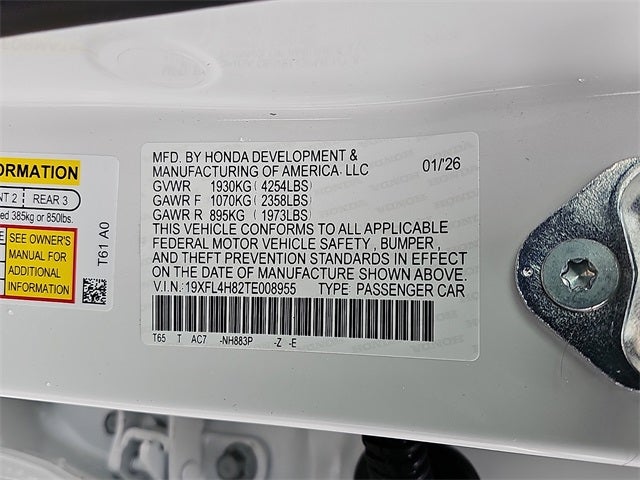 ORMATION
NT 2 REAR 3
ed 385kg or 850lbs.
SEE OWNER'S
MANUAL FOR
ADDITIONAL
INFORMATION
T61 A0
MFD. BY HONDA DEVELOPMENT &
MANUFACTURING OF AMERICA. LLC
01/'26
GVWR 1930KG(4254LBS)
GAWR F 1070KG(2358LBS)
GAWR R 895KG(1973LBS)
THIS VEHICLE CONFORMS TO ALL APPLICABLE
FEDERAL MOTOR VEHICLE SAFETY, BUMPER,
AND THEFT PREVENTION STANDARDS IN EFFECT
ON THE DATE OF MANUFACTURE SHOWN ABOVE.
V.I.N:19XFL4H82TE008955 TYPE PASSENGER CAR
T65 T AC7 -NH883P -Z -E